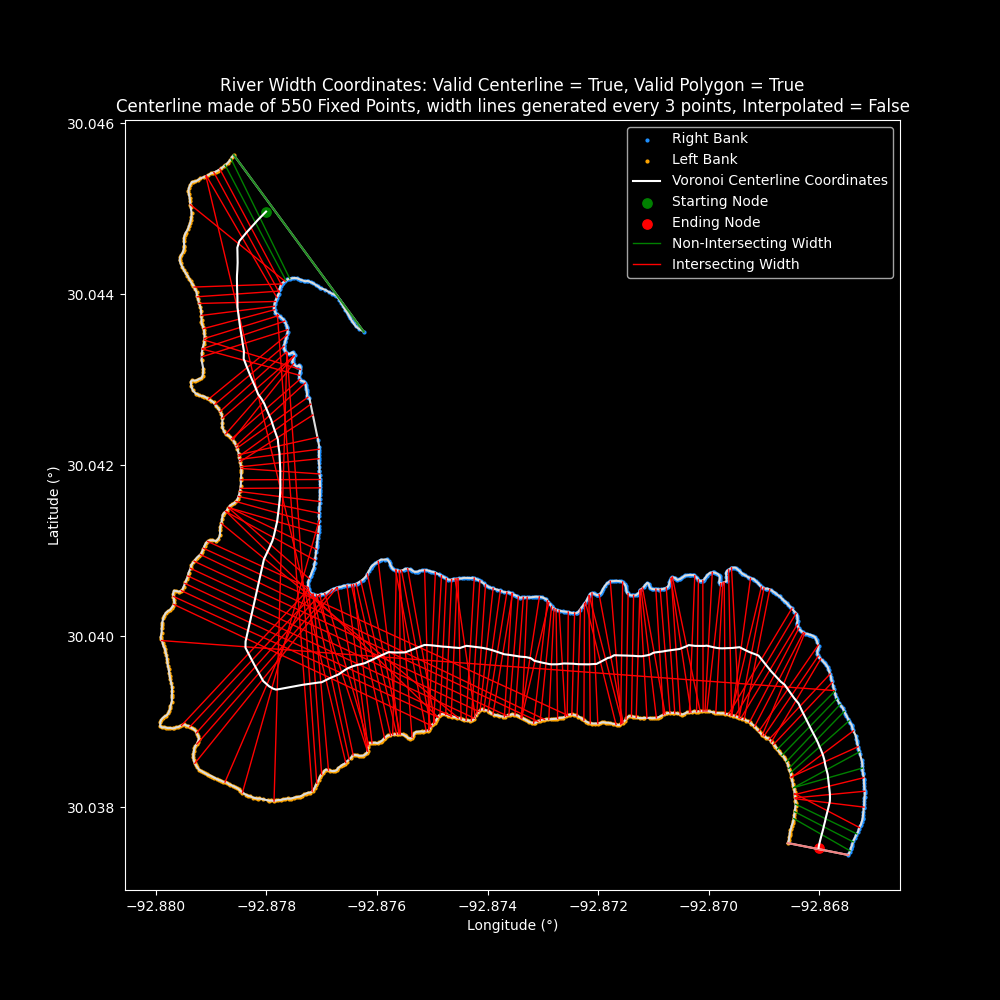 River Width Coordinates: Valid Centerline = True, Valid Polygon = True
Centerline made of 550 Fixed Points, width lines generated every 3 points, Interpolated = False
Right Bank
Left Bank
Voronoi Centerline Coordinates
Starting Node
Ending Node
Non-Intersecting Width
Intersecting Width
30.046
30.044
30.042
30.040
30.038
Latitude (°)
−92.880 −92.878 −92.876 −92.874 −92.872 −92.870 −92.868
Longitude (°)